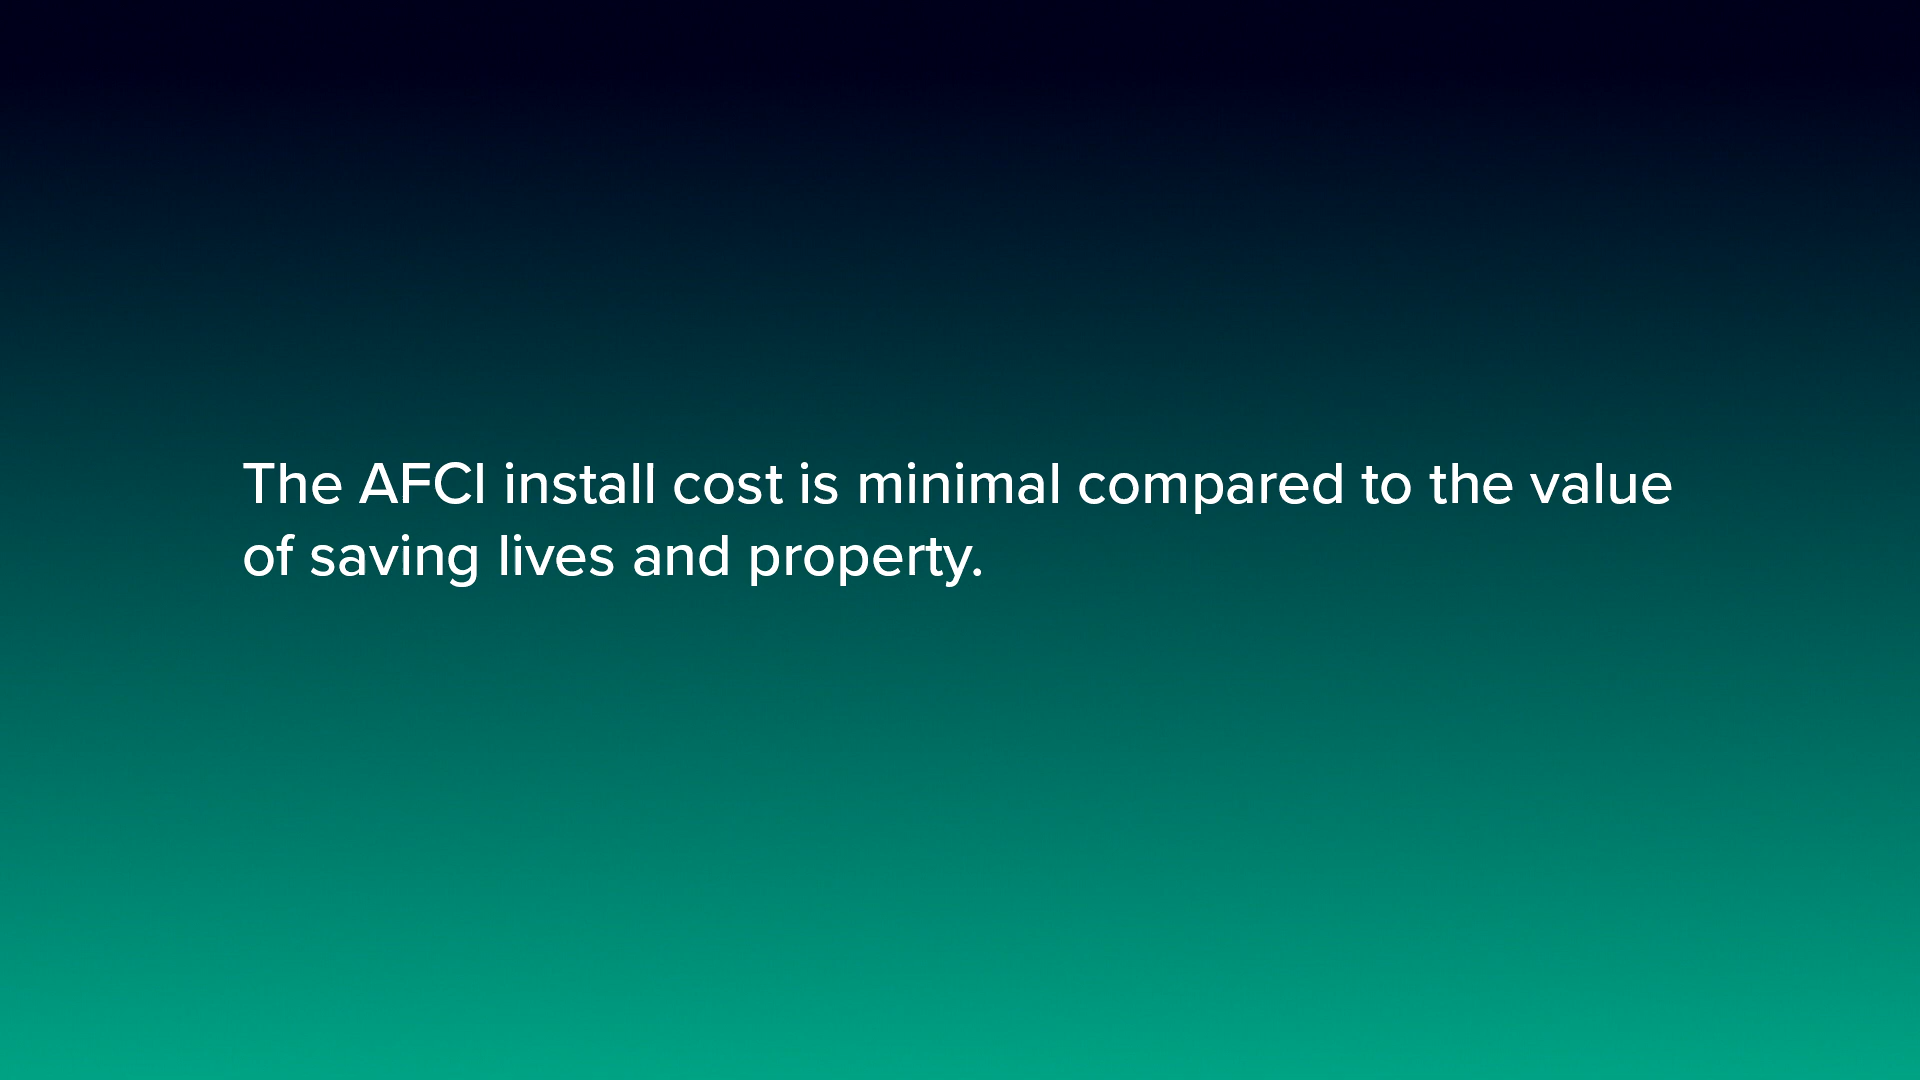 The AFCI install cost is minimal compared to the value
of saving lives and property.